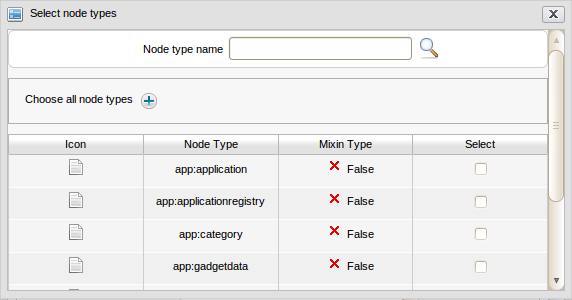 Select node types
Node type name
Choose all node types
Icon Node Type Mixin Type Select
app:application False
app:applicationregistry False
app:category False
app:gadgetdata False